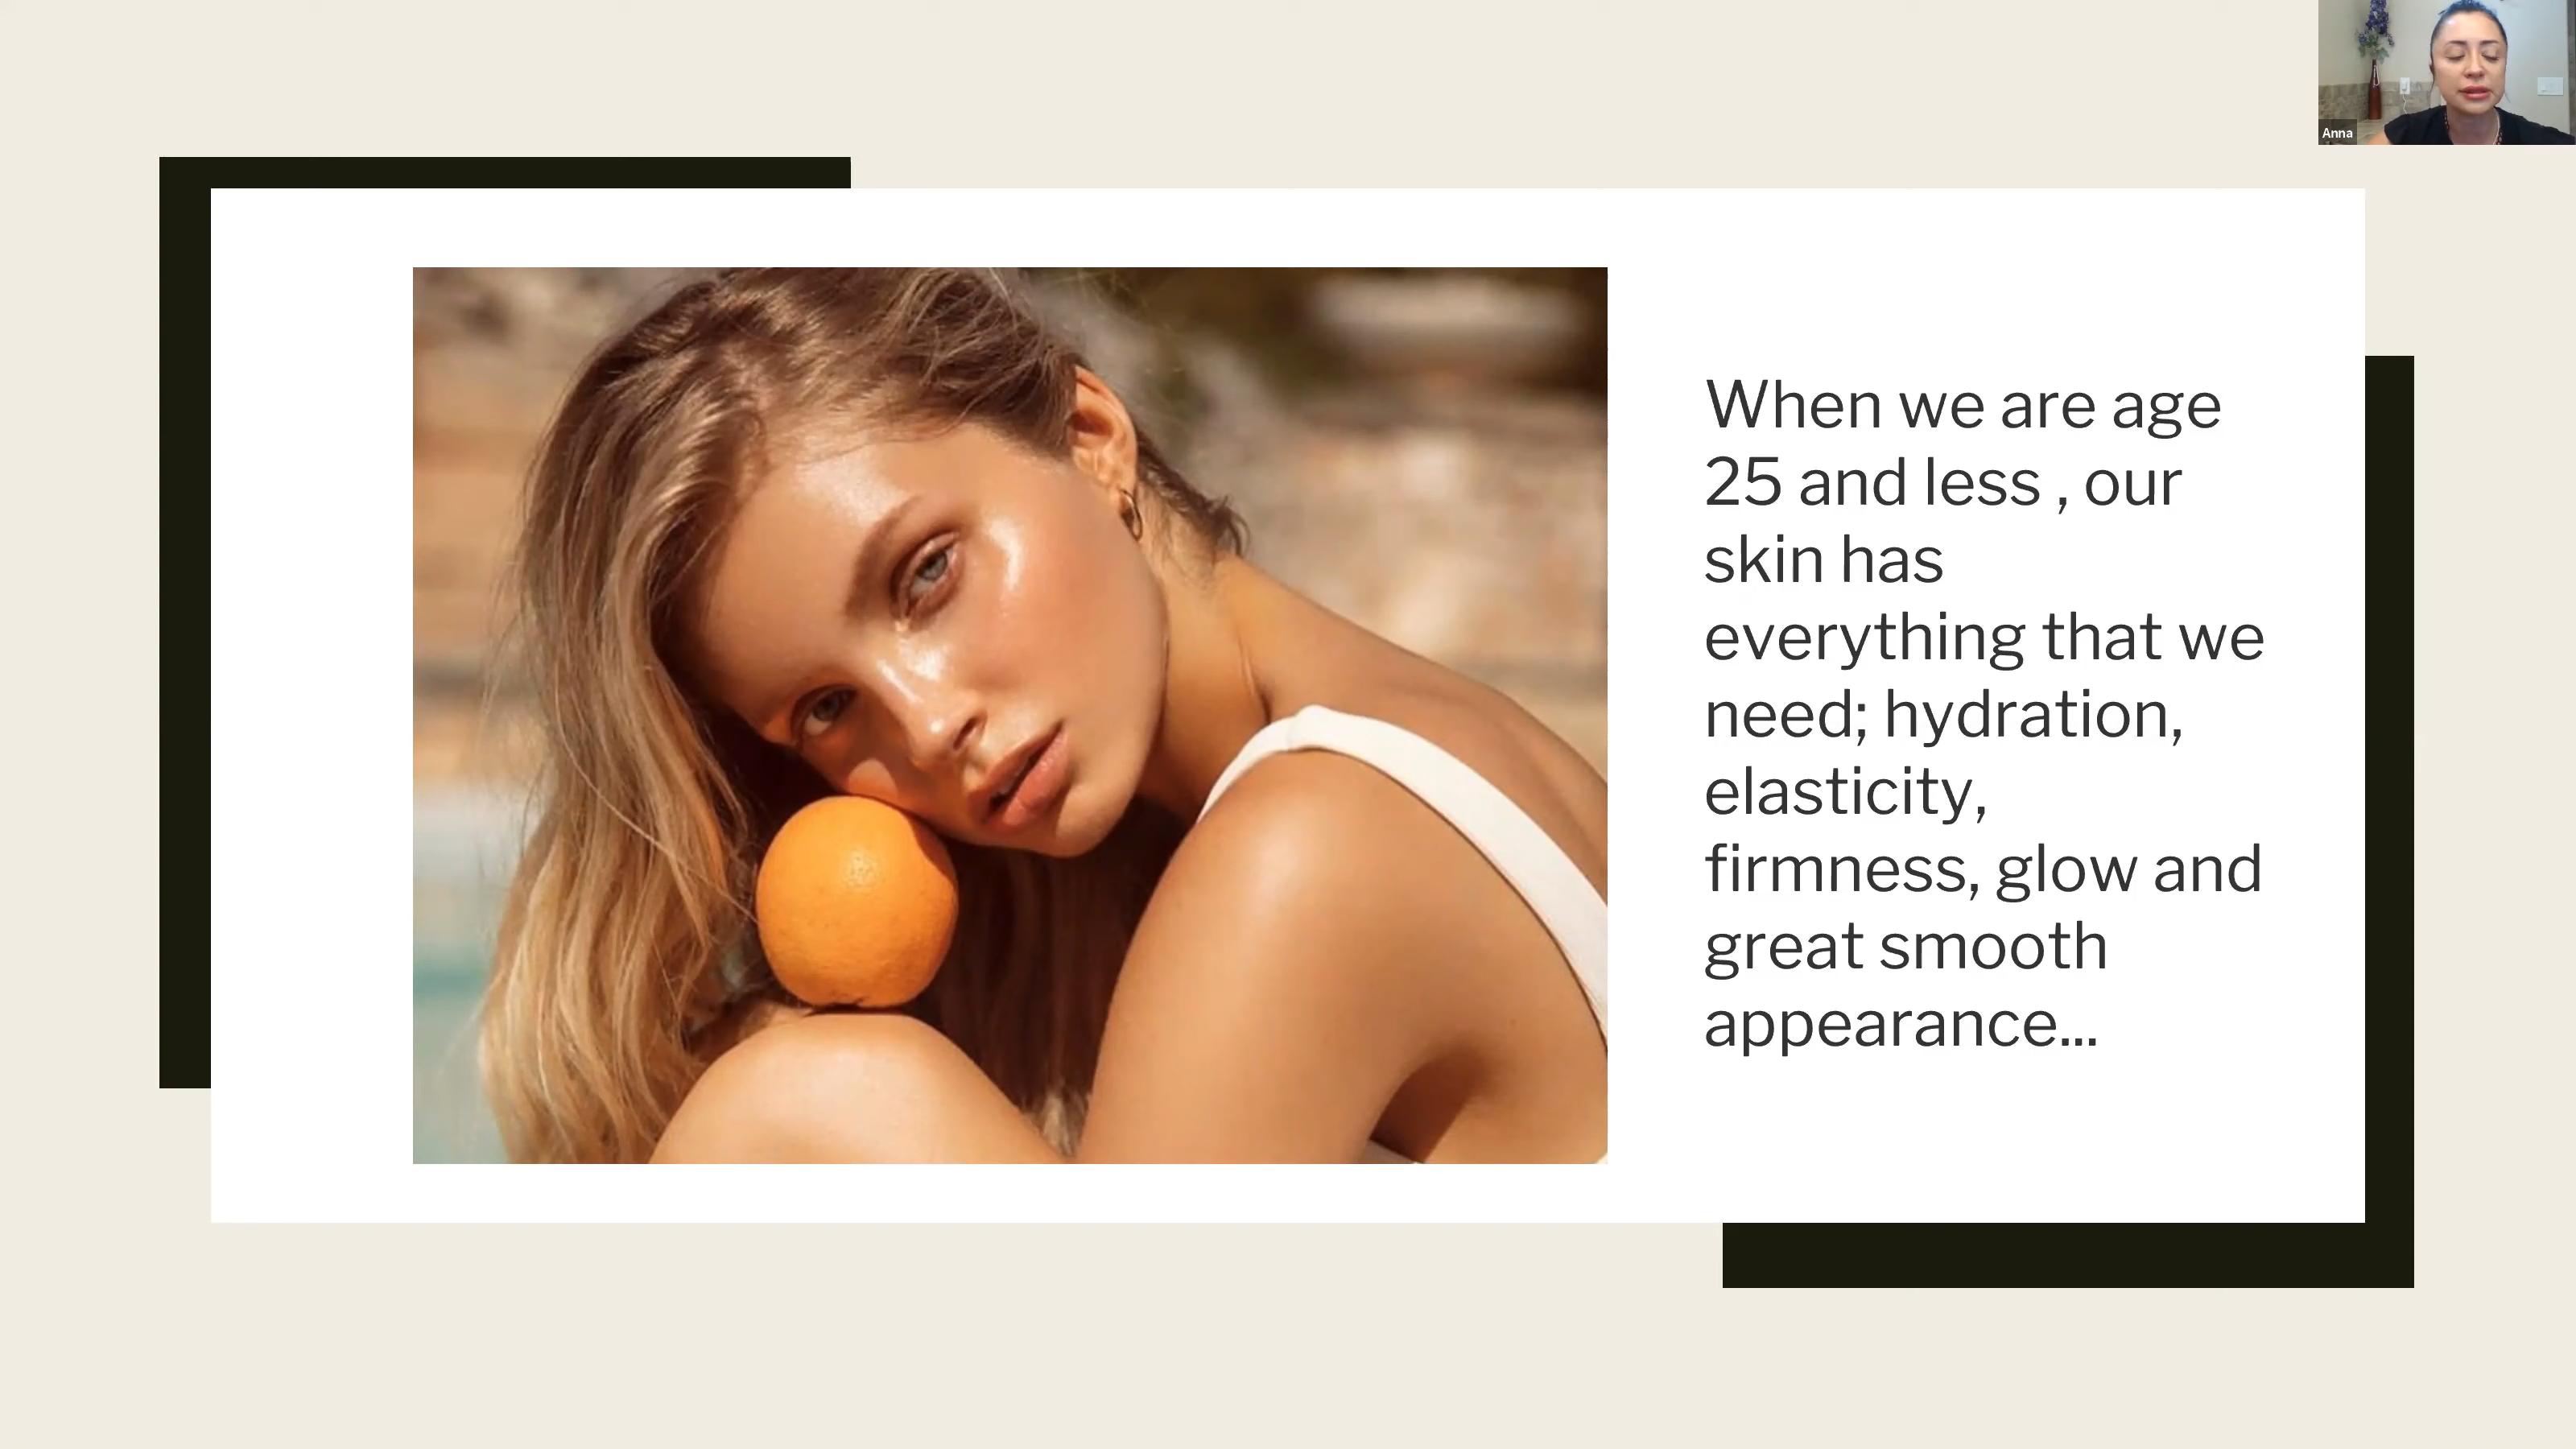 Anna
When we are age
25 and less , our
skin has
everything that we
need; hydration,
elasticity,
firmness, glow and
great smooth
appearance...